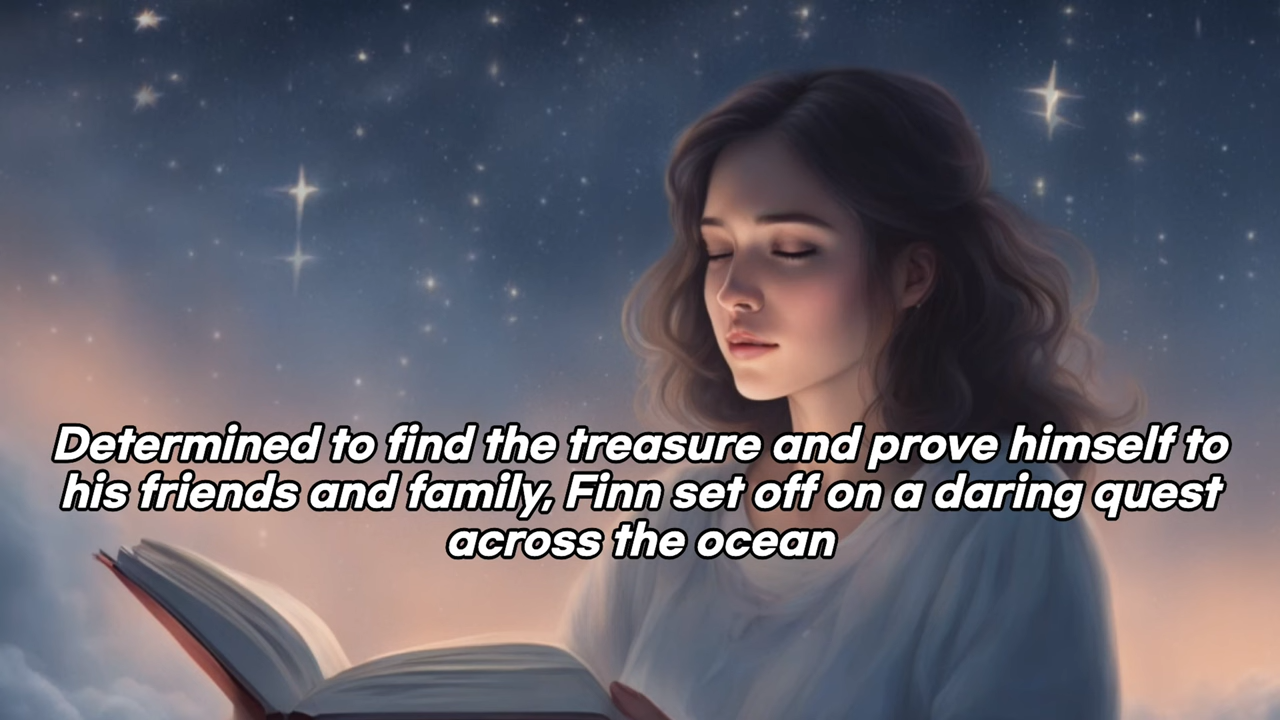 Determined to find the treasure and prove himself to
his friends and family, Finn set off on a daring quest
across the ocean